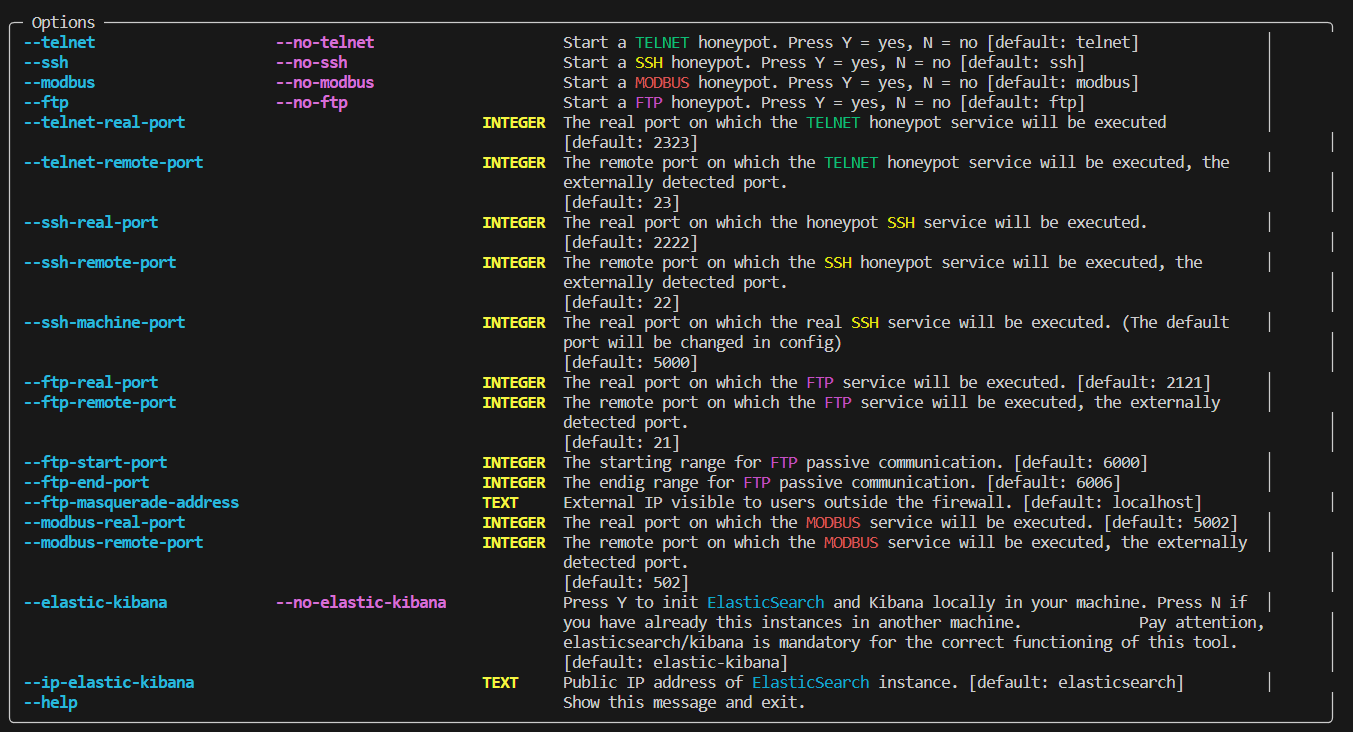 Options
--telnet --no-telnet Start a TELNET honeypot. Press Y = yes, N = no [default: telnet]
--ssh --no-ssh Start a SSH honeypot. Press Y = yes, N = no [default: ssh]
--modbus --no-modbus Start a MODBUS honeypot. Press Y = yes, N = no [default: modbus]
--ftp --no-ftp Start a FTP honeypot. Press Y = yes, N = no [default: ftp]
--telnet-real-port INTEGER The real port on which the TELNET honeypot service will be executed
[default: 2323]
--telnet-remote-port INTEGER The remote port on which the TELNET honeypot service will be executed, the
externally detected port.
[default: 23]
--ssh-real-port INTEGER The real port on which the honeypot SSH service will be executed.
[default: 2222]
--ssh-remote-port INTEGER The remote port on which the SSH honeypot service will be executed, the
externally detected port.
[default: 22]
--ssh-machine-port INTEGER The real port on which the real SSH service will be executed. (The default
port will be changed in config)
[default: 5000]
--ftp-real-port INTEGER The real port on which the FTP service will be executed. [default: 2121]
--ftp-remote-port INTEGER The remote port on which the FTP service will be executed, the externally
detected port.
[default: 21]
--ftp-start-port INTEGER The starting range for FTP passive communication. [default: 6000]
--ftp-end-port INTEGER The endig range for FTP passive communication. [default: 6006]
--ftp-masquerade-address TEXT External IP visible to users outside the firewall. [default: localhost]
--modbus-real-port INTEGER The real port on which the MODBUS service will be executed. [default: 5002]
--modbus-remote-port INTEGER The remote port on which the MODBUS service will be executed, the externally
detected port.
[default: 502]
--elastic-kibana --no-elastic-kibana Press Y to init ElasticSearch and Kibana locally in your machine. Press N if
you have already this instances in another machine. Pay attention,
elasticsearch/kibana is mandatory for the correct functioning of this tool.
[default: elastic-kibana]
--ip-elastic-kibana TEXT Public IP address of ElasticSearch instance. [default: elasticsearch]
--help Show this message and exit.